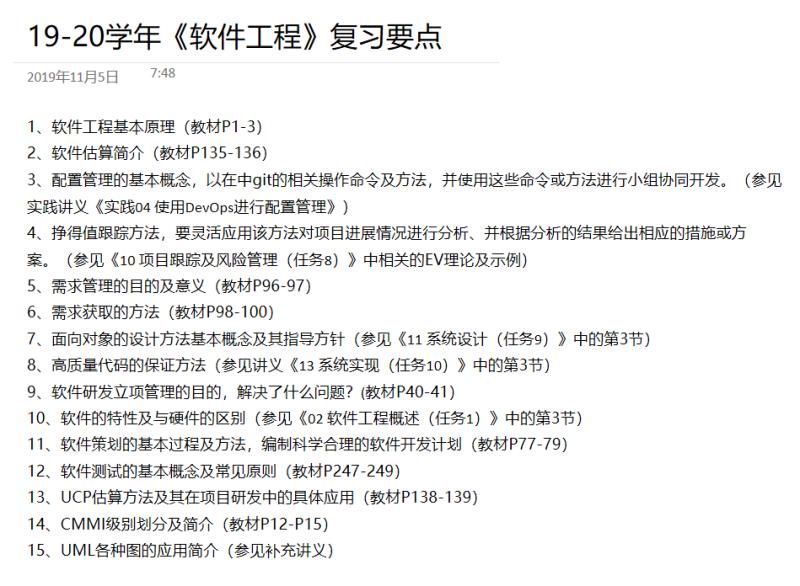 19-20学年《软件工程》复习要点
2019年11月5日 7:48
1、软件工程基本原理（教材P1-3）
2、软件估算简介（教材P135-136）
3、配置管理的基本概念，以在中git的相关操作命令及方法，并使用这些命令或方法进行小组协同开发。（参见
实践讲义《实践04 使用DevOps进行配置管理》）
4、挣得值跟踪方法，要灵活应用该方法对项目进展情况进行分析、并根据分析的结果给出相应的措施或方
案。（参见《10 项目跟踪及风险管理（任务8）》中相关的EV理论及示例）
5、需求管理的目的及意义（教材P96-97）
6、需求获取的方法（教材P98-100）
7、面向对象的设计方法基本概念及其指导方针（参见《11 系统设计（任务9）》中的第3节）
8、高质量代码的保证方法（参见讲义《13 系统实现（任务10）》中的第3节）
9、软件研发立项管理的目的，解决了什么问题？(教材P40-41）
10、软件的特性及与硬件的区别（参见《02 软件工程概述（任务1）》中的第3节）
11、软件策划的基本过程及方法，编制科学合理的软件开发计划（教材P77-79）
12、软件测试的基本概念及常见原则（教材P247-249）
13、UCP估算方法及其在项目研发中的具体应用（教材P138-139）
14、CMMI级别划分及简介（教材P12-P15）
15、UML各种图的应用简介（参见补充讲义）